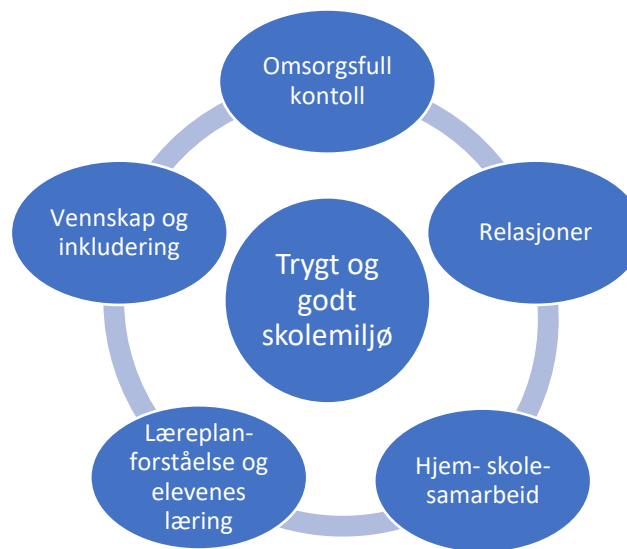 Omsorgsfull
kontoll
Relasjoner
Hjem- skole-
samarbeid
Læreplan-
forståelse og
elevenes
læring
Vennskap og
inkludering
Trygt og
godt
skolemiljø